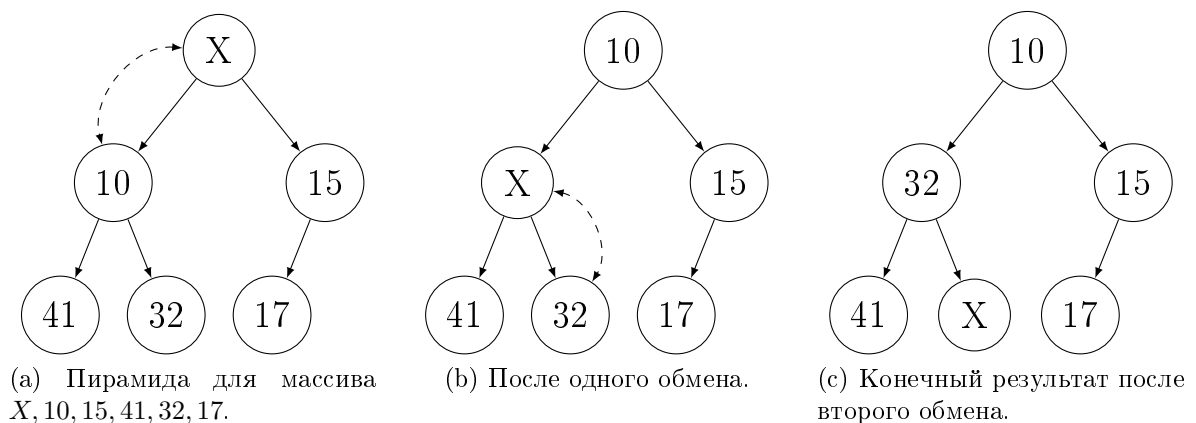 X
10
15
41
32
17
(a) Пирамида для массива
X, 10, 15, 41, 32, 17.
10
X
15
41
32
17
(b) После одного обмена.
10
32
15
41
X
17
(c) Конечный результат после
второго обмена.